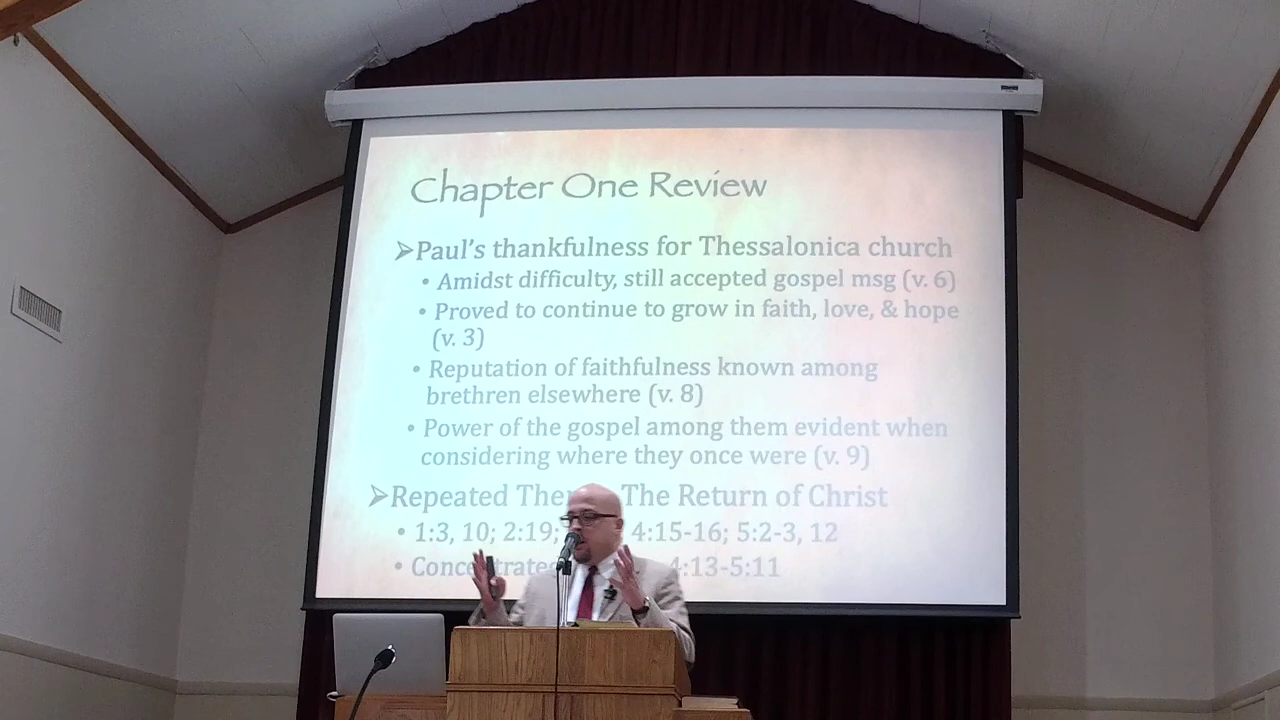 Chapter One Review
➢Paul's thankfulness for Thessalonica church
• Amidst difficulty, still accepted gospel msg (v. 6)
• Proved to continue to grow in faith, love, & hope
(v. 3)
• Reputation of faithfulness known among
brethren elsewhere (v. 8)
• Power of the gospel among them evident when
considering where they once were (v. 9)
➢Repeated The The Return of Christ
• 1:3, 10; 2:19; 4:15-16; 5:2-3, 12
• 4:13-5:11